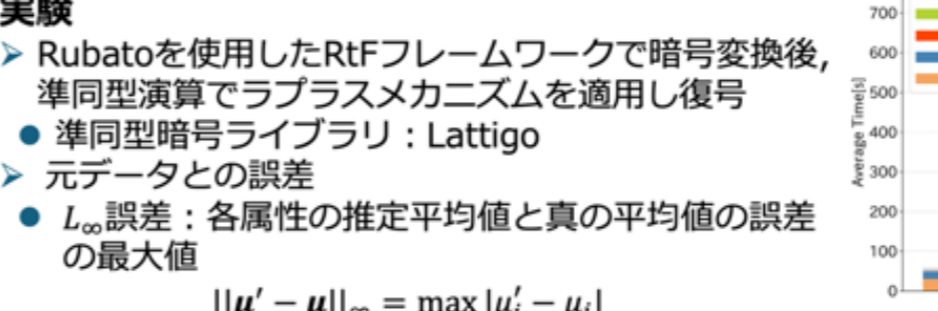 実験
➢ Rubatoを使用したRtFフレームワークで暗号変換後,
準同型演算でラプラスメカニズムを適用し復号
● 準同型暗号ライブラリ：Lattigo
➢ 元データとの誤差
● L∞誤差：各属性の推定平均値と真の平均値の誤差
の最大値
||μ′ − μ||∞ = max |μ′ᵢ − μᵢ|
Average Time[s]
700
600
500
400
300
200
100
0